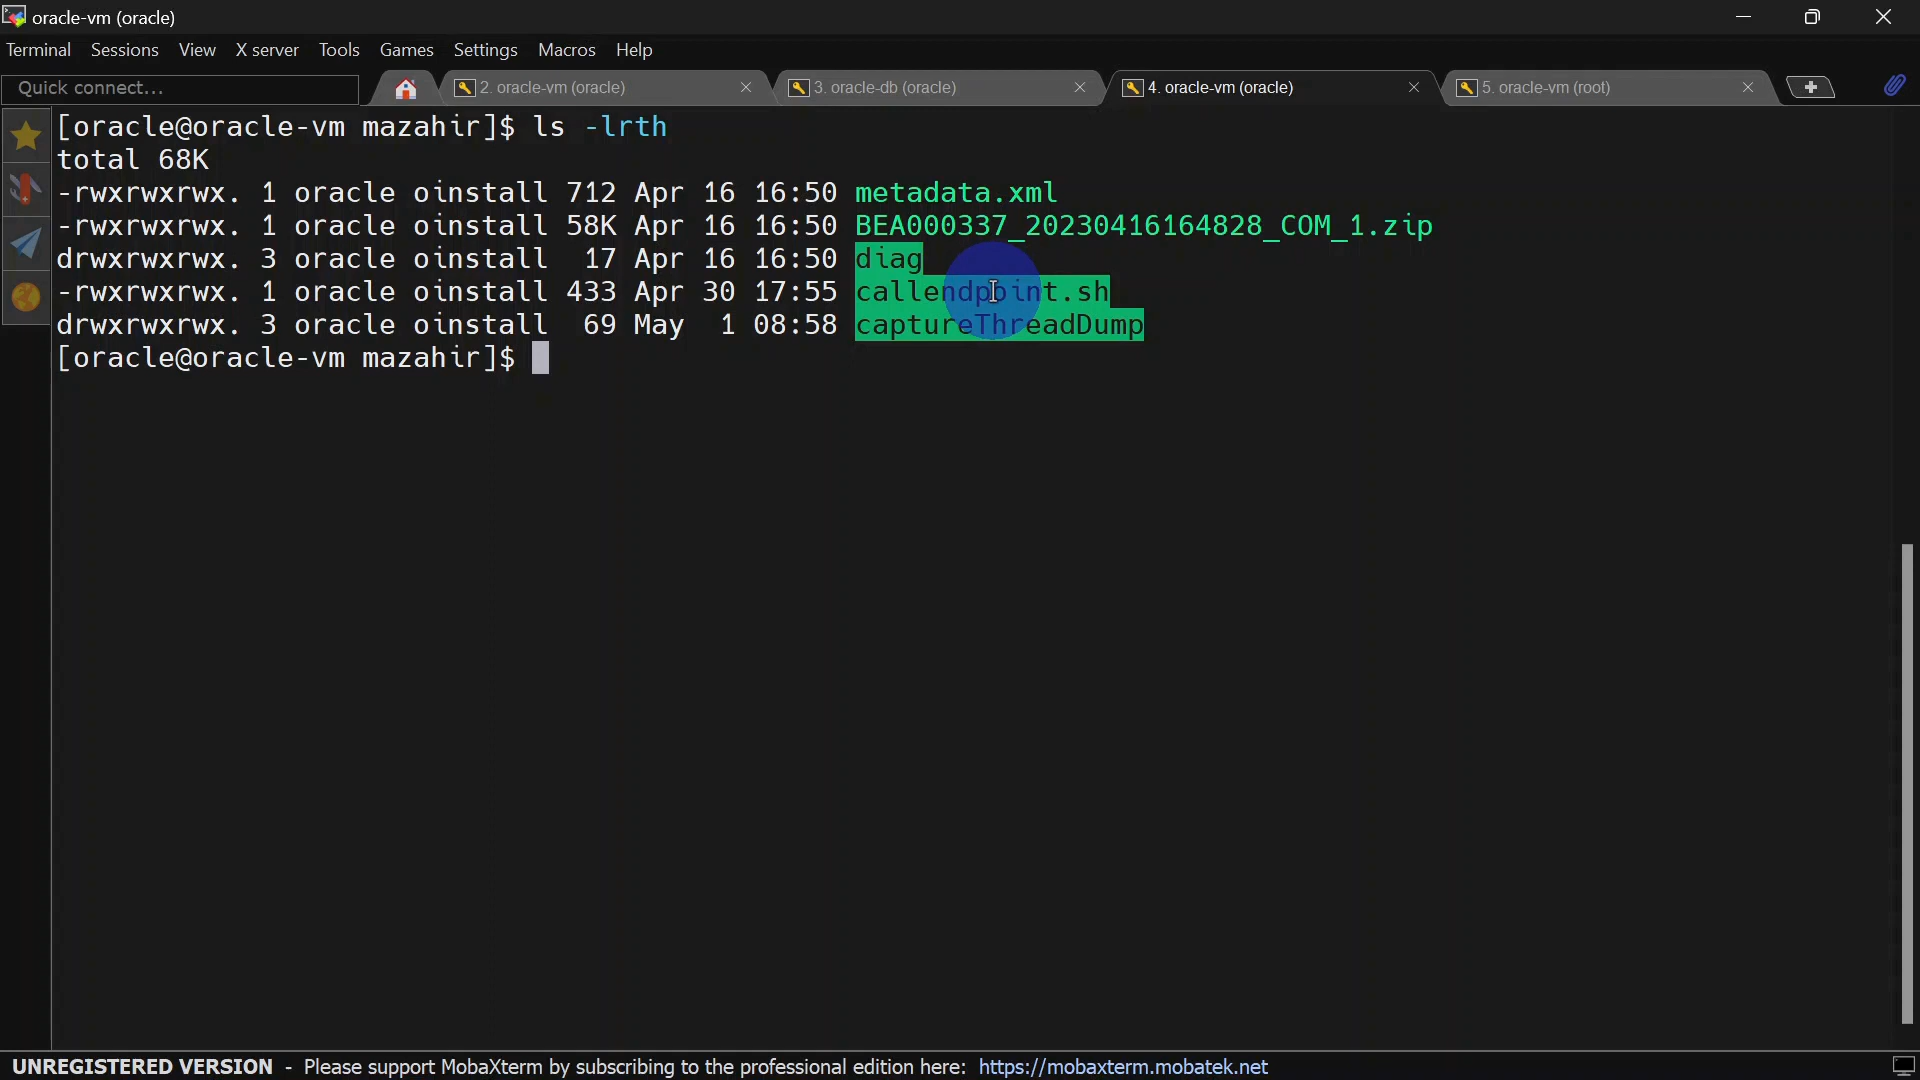 oracle-vm (oracle)
Terminal Sessions View X server Tools Games Settings Macros Help
Quick connect... 2. oracle-vm (oracle) 3. oracle-db (oracle) 4. oracle-vm (oracle) 5. oracle-vm (root)
[oracle@oracle-vm mazahir]$ ls -lrth
total 68K
-rwxrwxrwx. 1 oracle oinstall 712 Apr 16 16:50 metadata.xml
-rwxrwxrwx. 1 oracle oinstall 58K Apr 16 16:50 BEA000337_20230416164828_COM_1.zip
drwxrwxrwx. 3 oracle oinstall 17 Apr 16 16:50 diag
-rwxrwxrwx. 1 oracle oinstall 433 Apr 30 17:55 callendpoint.sh
drwxrwxrwx. 3 oracle oinstall 69 May 1 08:58 captureThreadDump
[oracle@oracle-vm mazahir]$
UNREGISTERED VERSION - Please support MobaXterm by subscribing to the professional edition here: https://mobaxterm.mobatek.net